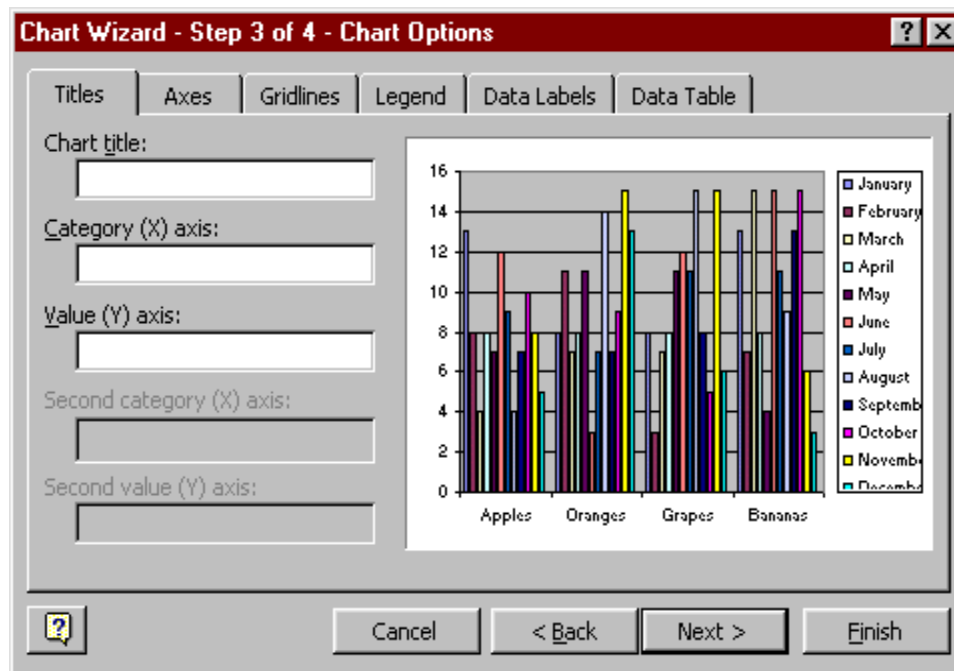 Chart Wizard - Step 3 of 4 - Chart Options
Titles Axes Gridlines Legend Data Labels Data Table
Chart title:
Category (X) axis:
Value (Y) axis:
Second category (X) axis:
Second value (Y) axis:
16
14
12
10
8
6
4
2
0
Apples Oranges Grapes Bananas
January
February
March
April
May
June
July
August
Septemb
October
Novembe
Decembe
Cancel < Back Next > Finish